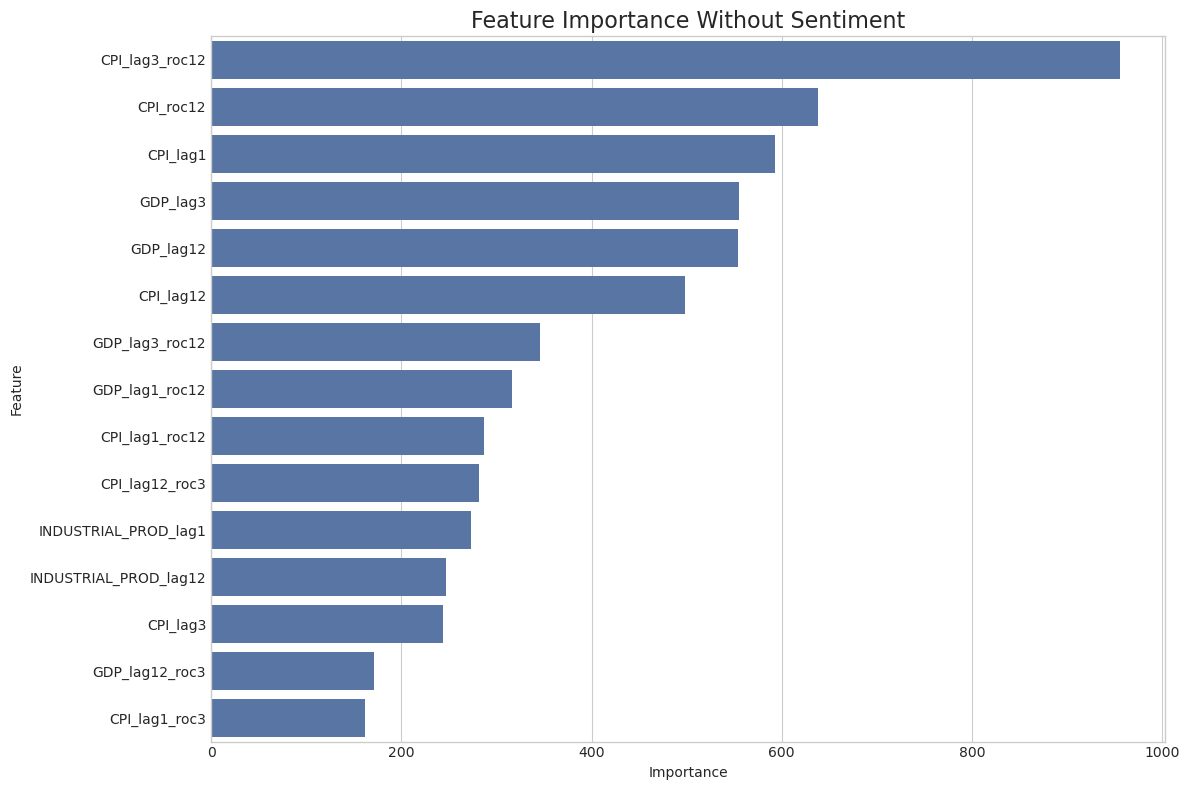 Feature Importance Without Sentiment
CPI_lag3_roc12
CPI_roc12
CPI_lag1
GDP_lag3
GDP_lag12
CPI_lag12
GDP_lag3_roc12
GDP_lag1_roc12
CPI_lag1_roc12
CPI_lag12_roc3
INDUSTRIAL_PROD_lag1
INDUSTRIAL_PROD_lag12
CPI_lag3
GDP_lag12_roc3
CPI_lag1_roc3
Feature
0 200 400 600 800 1000
Importance